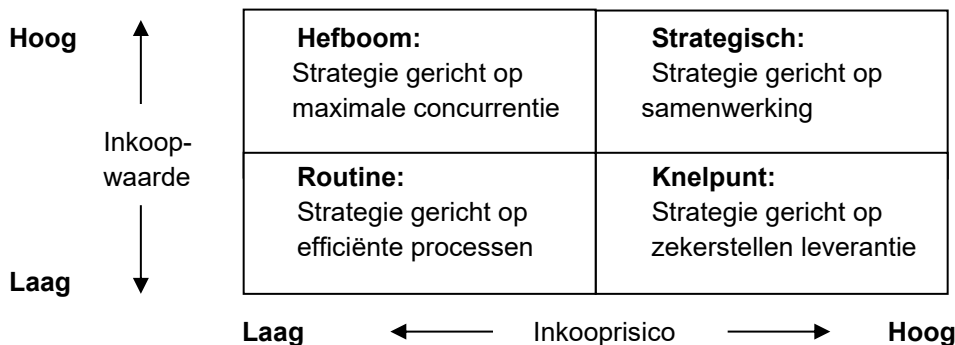 Hoog
Hefboom:
Strategie gericht op
maximale concurrentie
Strategisch:
Strategie gericht op
samenwerking
Inkoop-
waarde
Routine:
Strategie gericht op
efficiënte processen
Knelpunt:
Strategie gericht op
zekerstellen leverantie
Laag
Laag Inkooprisico Hoog